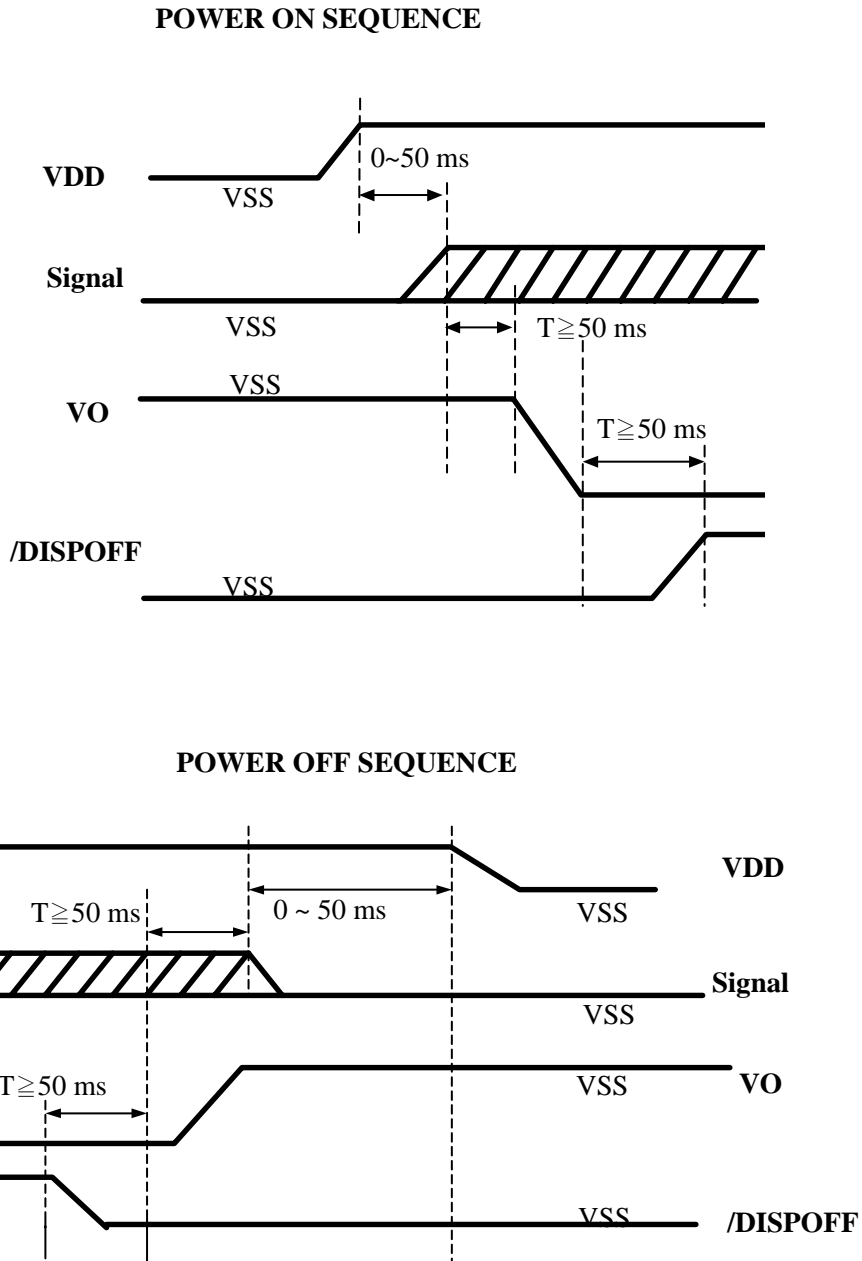 POWER ON SEQUENCE
0~50 ms
VDD
VSS
Signal
VSS
T≧50 ms
VSS
VO
T≧50 ms
/DISPOFF
VSS
POWER OFF SEQUENCE
VDD
T≧50 ms
0 ~ 50 ms
VSS
Signal
VSS
T≧50 ms
VSS
VO
VSS
/DISPOFF